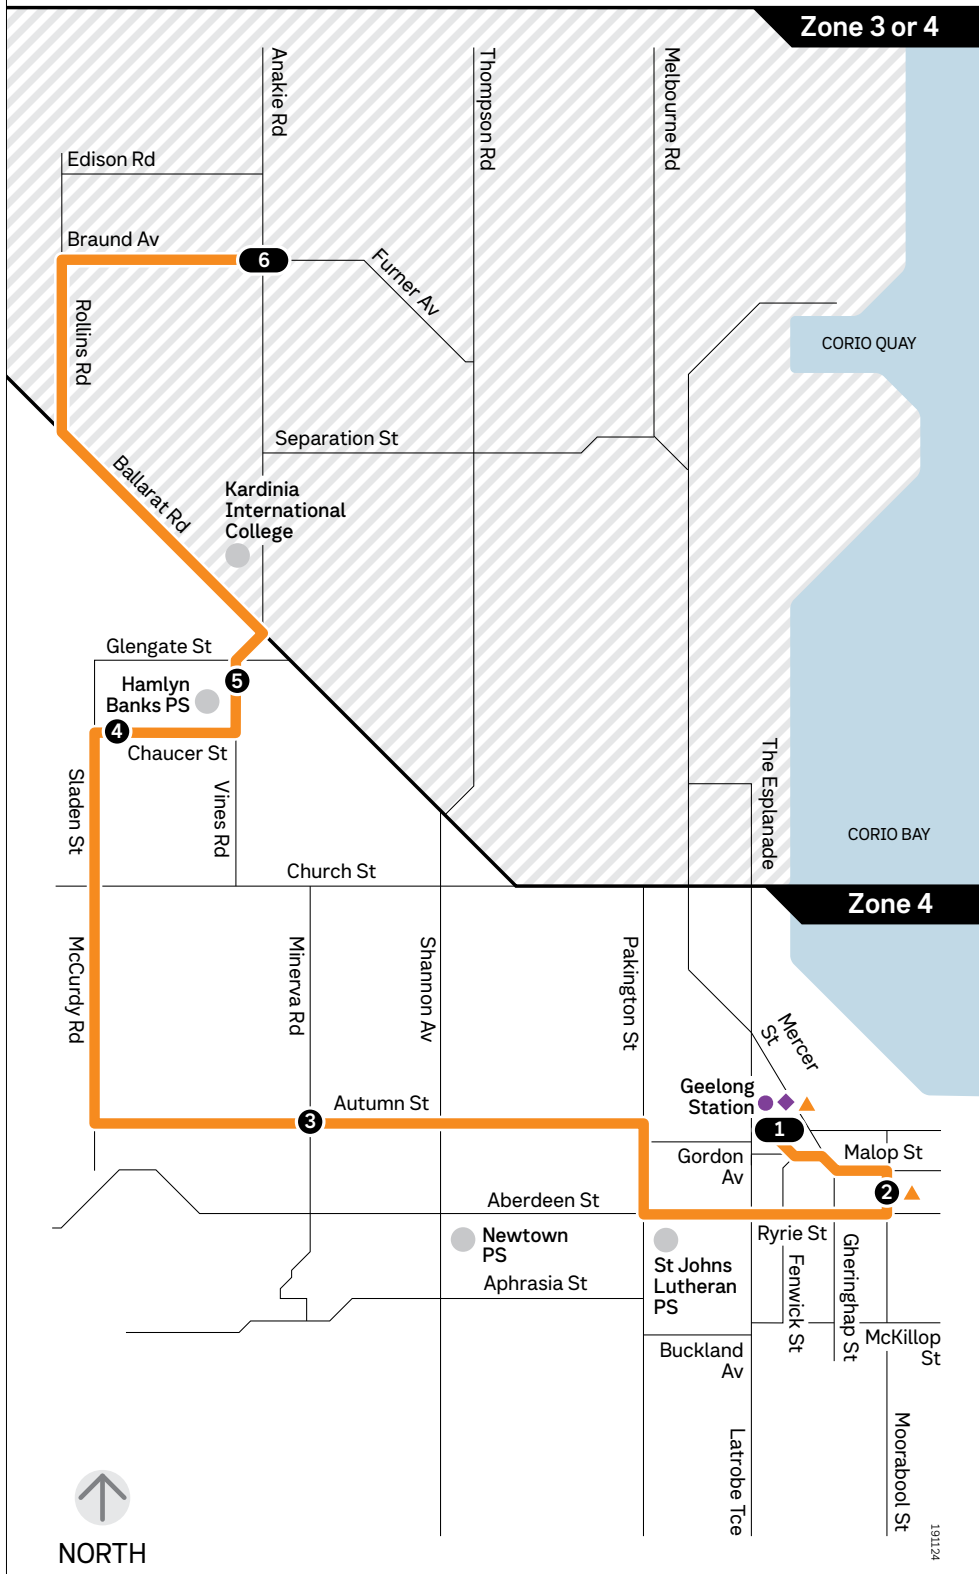 Zone 3 or 4
Anakie Rd
Thompson Rd
Melbourne Rd
Edison Rd
Braund Av
6
Furner Av
Rollins Rd
CORIO QUAY
Separation St
Ballarat Rd
Kardinia
International
College
Glengate St
5
Hamlyn
Banks PS
4
Chaucer St
The Esplanade
Sladen St
Vines Rd
CORIO BAY
Church St
Zone 4
McCurdy Rd
Minerva Rd
Shannon Av
Pakington St
Mercer
St
Geelong
Station
Autumn St
3
1
Malop St
Gordon
Av
2
Aberdeen St
Ryrie St
Newtown
PS
St Johns
Lutheran
PS
Fenwick St
Gheringhap St
Aphrasia St
McKillop
St
Buckland
Av
Latrobe Tce
Moorabool St
NORTH
191124